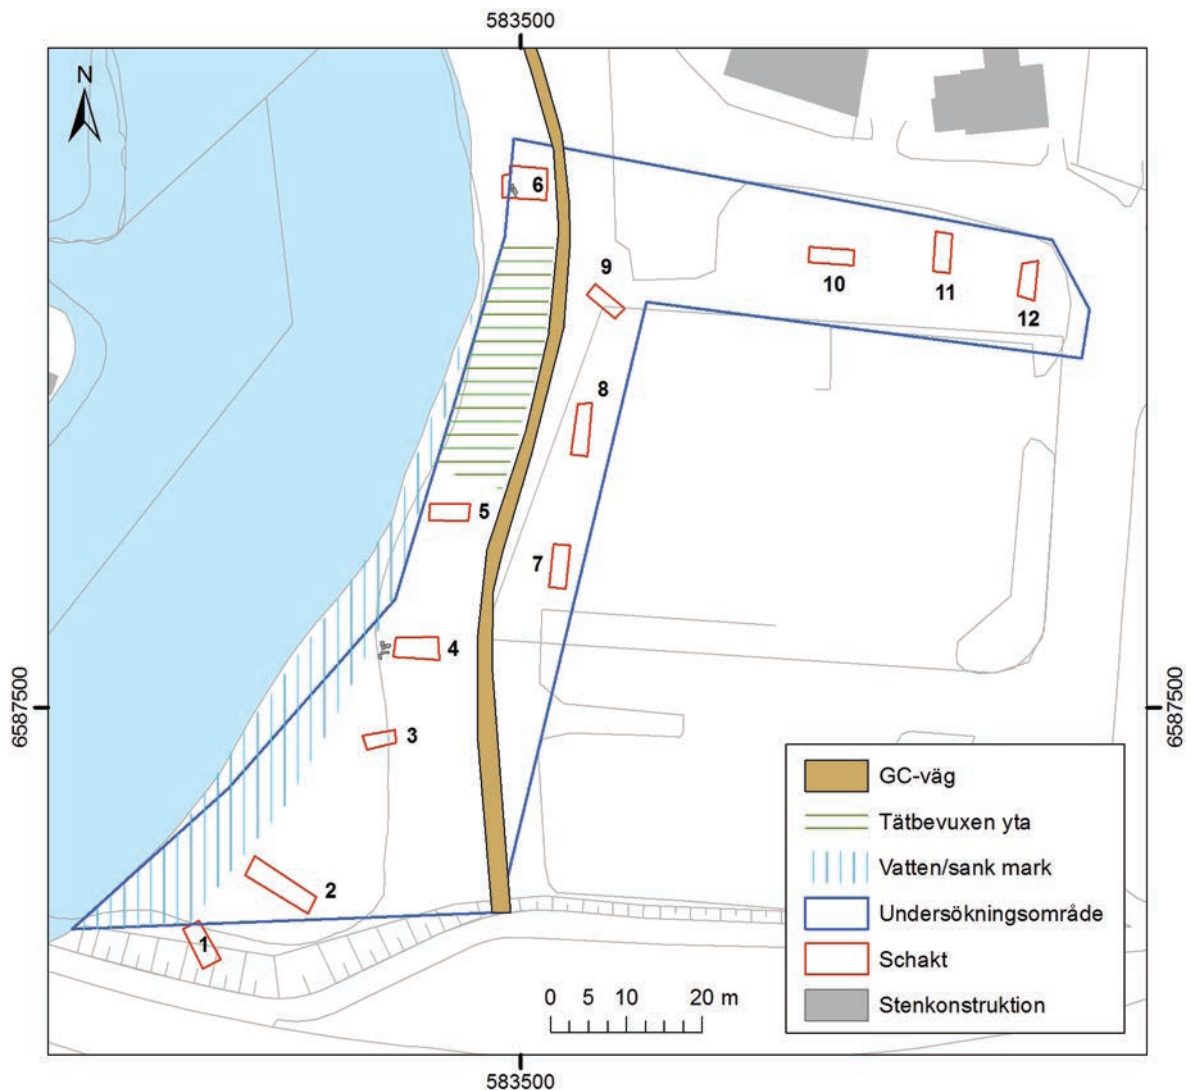 583500
N
6
9
10
11
12
8
5
7
4
6587500
6587500
3
2
1
GC-väg
Tätbevuxen yta
Vatten/sank mark
Undersökningsområde
Schakt
Stenkonstruktion
0 5 10 20 m
583500